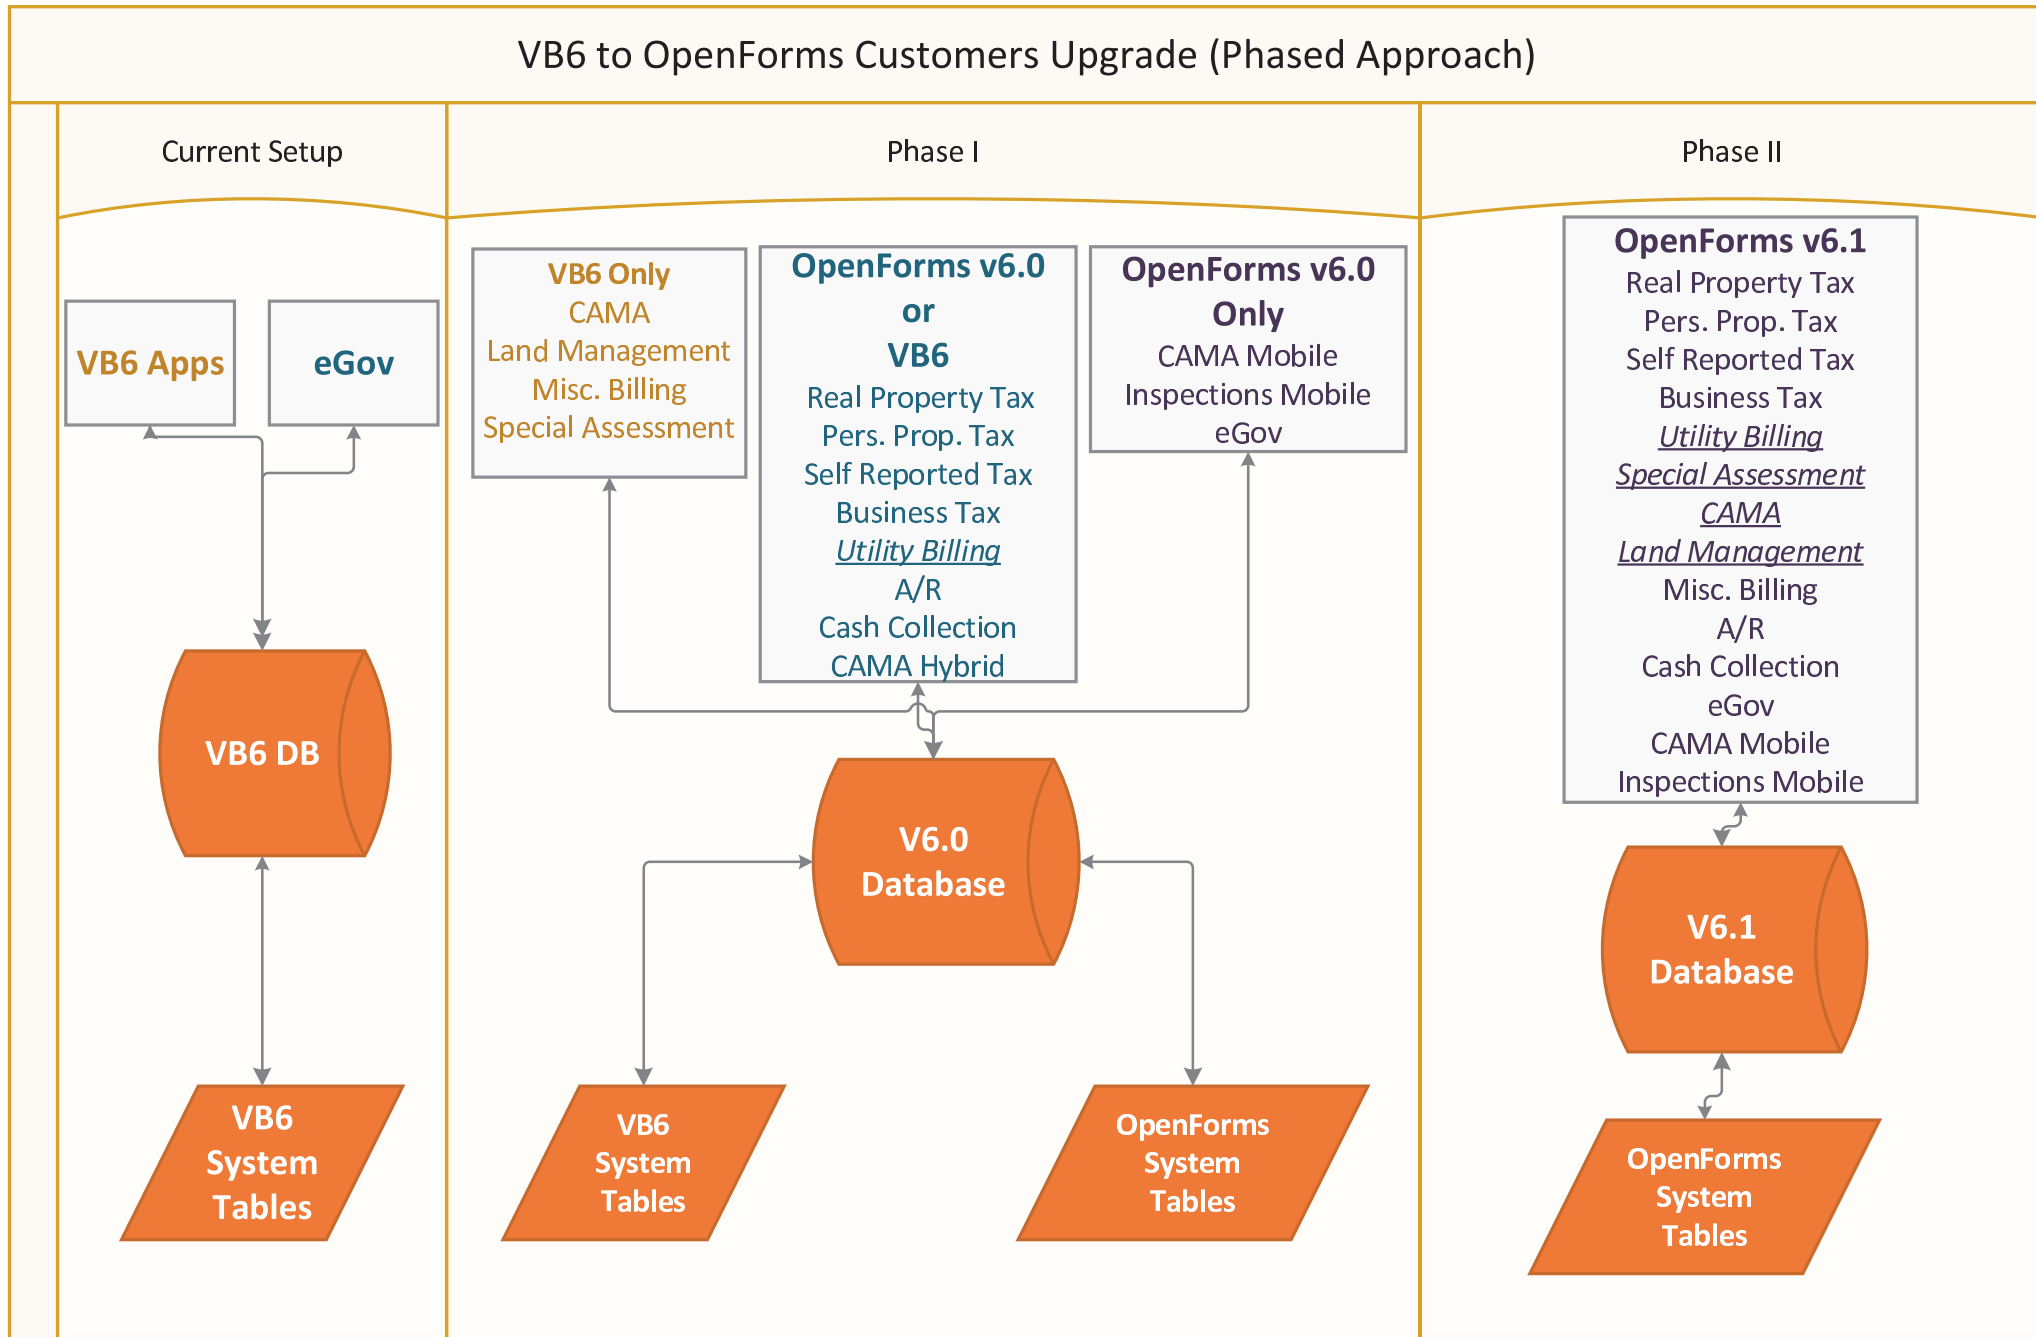 VB6 to OpenForms Customers Upgrade (Phased Approach)
Current Setup
VB6 Apps
eGov
VB6 DB
VB6
System
Tables
Phase I
VB6 Only
CAMA
Land Management
Misc. Billing
Special Assessment
OpenForms v6.0
or
VB6
Real Property Tax
Pers. Prop. Tax
Self Reported Tax
Business Tax
Utility Billing
A/R
Cash Collection
CAMA Hybrid
OpenForms v6.0
Only
CAMA Mobile
Inspections Mobile
eGov
V6.0
Database
VB6
System
Tables
OpenForms
System
Tables
Phase II
OpenForms v6.1
Real Property Tax
Pers. Prop. Tax
Self Reported Tax
Business Tax
Utility Billing
Special Assessment
CAMA
Land Management
Misc. Billing
A/R
Cash Collection
eGov
CAMA Mobile
Inspections Mobile
V6.1
Database
OpenForms
System
Tables